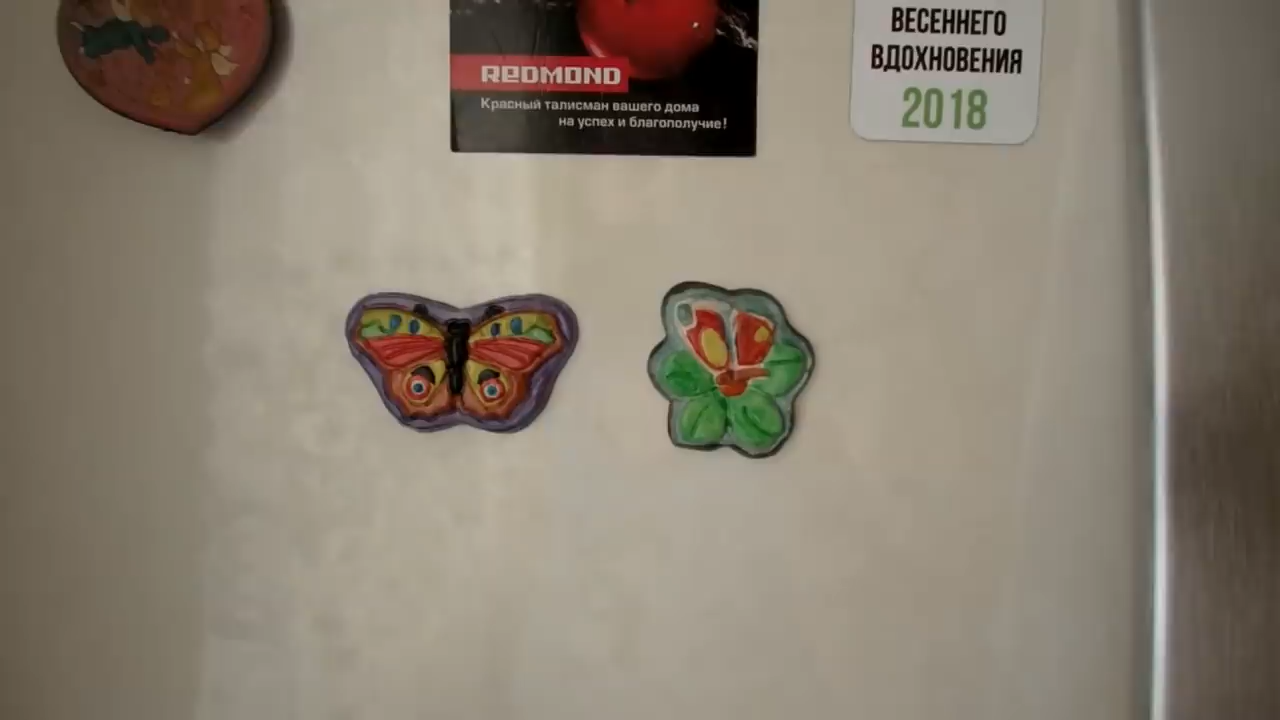 REDMOND
Красный талисман вашего дома
на успех и благополучие!
ВЕСЕННЕГО
ВДОХНОВЕНИЯ
2018